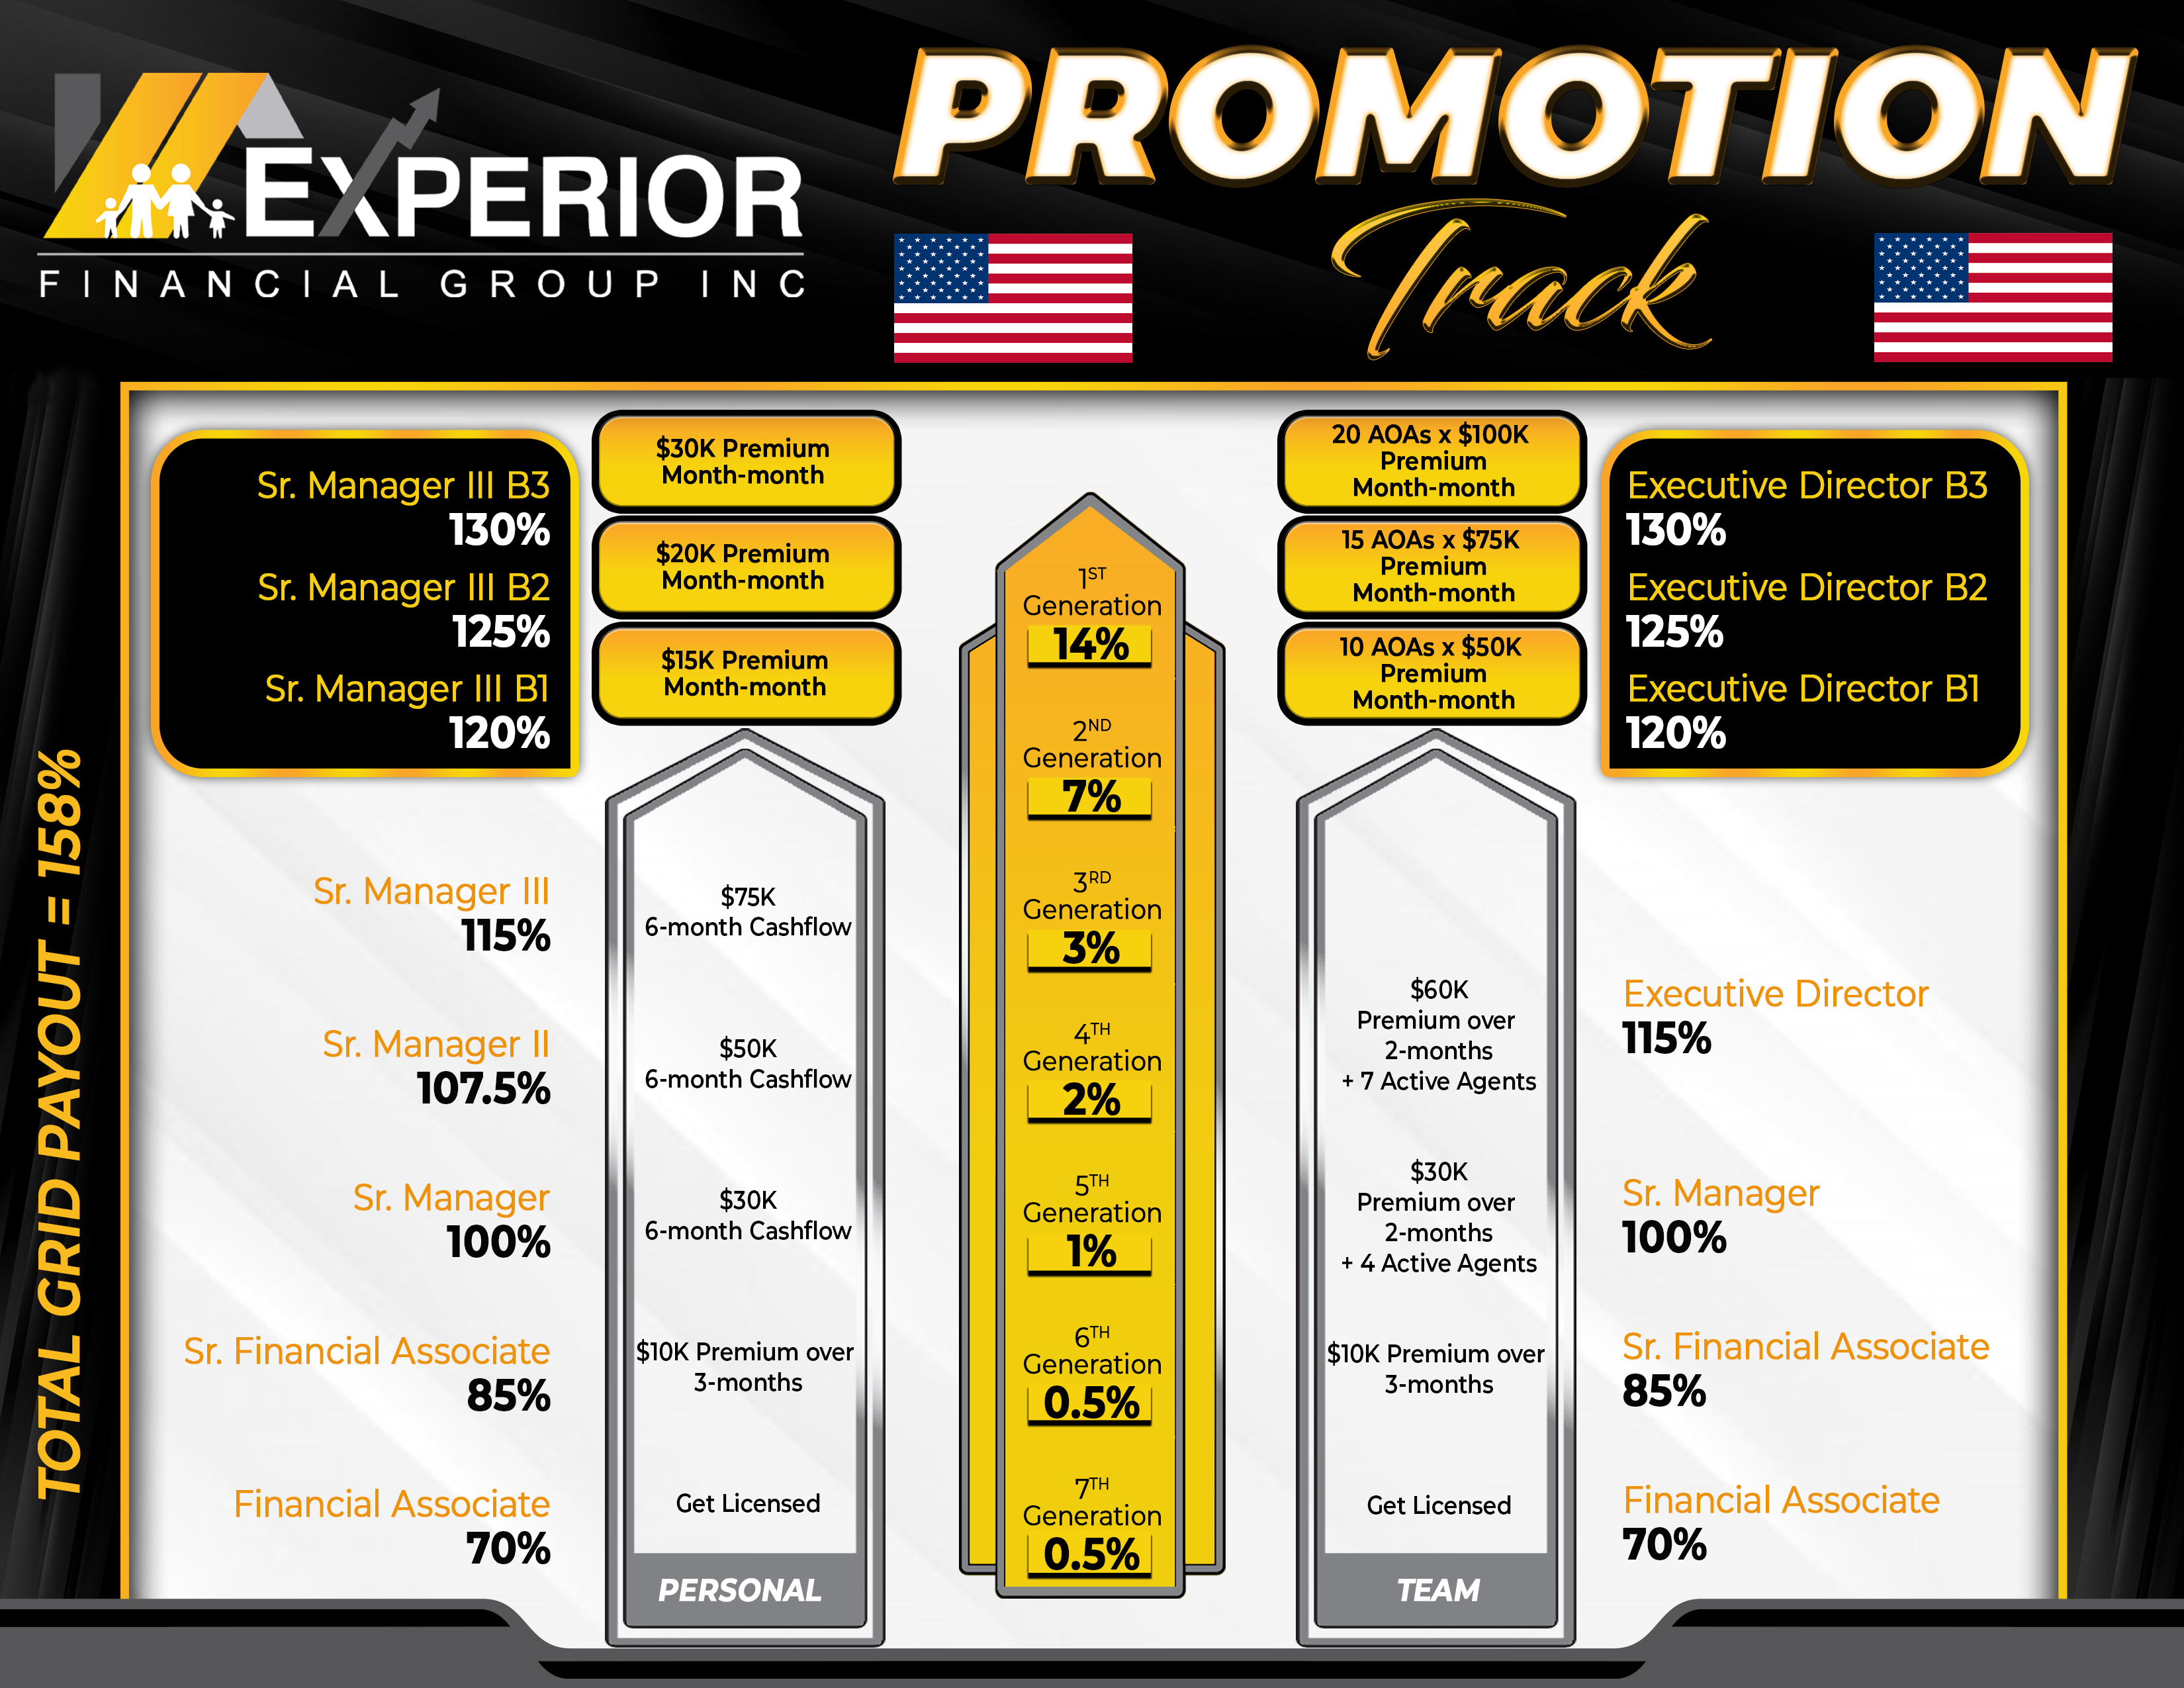 EXPERIOR
FINANCIAL GROUP INC
PROMOTION
Track
TOTAL GRID PAYOUT = 158%
Sr. Manager III B3
130%
Sr. Manager III B2
125%
Sr. Manager III B1
120%
Sr. Manager III
115%
Sr. Manager II
107.5%
Sr. Manager
100%
Sr. Financial Associate
85%
Financial Associate
70%
$30K Premium
Month-month
$20K Premium
Month-month
$15K Premium
Month-month
$75K
6-month Cashflow
$50K
6-month Cashflow
$30K
6-month Cashflow
$10K Premium over
3-months
Get Licensed
PERSONAL
1ST
Generation
14%
2ND
Generation
7%
3RD
Generation
3%
4TH
Generation
2%
5TH
Generation
1%
6TH
Generation
0.5%
7TH
Generation
0.5%
20 AOAs x $100K
Premium
Month-month
15 AOAs x $75K
Premium
Month-month
10 AOAs x $50K
Premium
Month-month
$60K
Premium over
2-months
+ 7 Active Agents
$30K
Premium over
2-months
+ 4 Active Agents
$10K Premium over
3-months
Get Licensed
TEAM
Executive Director B3
130%
Executive Director B2
125%
Executive Director B1
120%
Executive Director
115%
Sr. Manager
100%
Sr. Financial Associate
85%
Financial Associate
70%